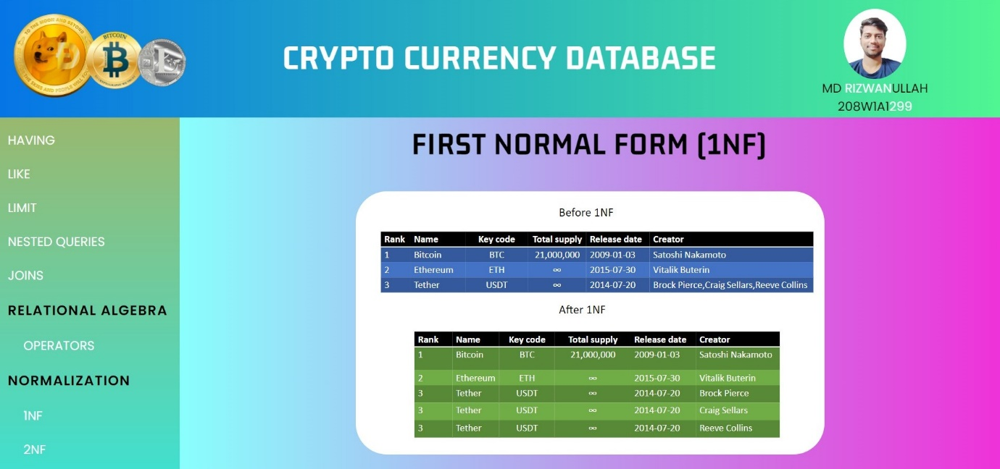 TO THE MOON AND BEYOND
BITCOIN
CRYPTO CURRENCY DATABASE
MD RIZWANULLAH
208W1A1299
HAVING
LIKE
LIMIT
NESTED QUERIES
JOINS
RELATIONAL ALGEBRA
OPERATORS
NORMALIZATION
1NF
2NF
FIRST NORMAL FORM (1NF)
Before 1NF
Rank Name Key code Total supply Release date Creator
1 Bitcoin BTC 21,000,000 2009-01-03 Satoshi Nakamoto
2 Ethereum ETH ∞ 2015-07-30 Vitalik Buterin
3 Tether USDT ∞ 2014-07-20 Brock Pierce,Craig Sellars,Reeve Collins
After 1NF
Rank Name Key code Total supply Release date Creator
1 Bitcoin BTC 21,000,000 2009-01-03 Satoshi Nakamoto
2 Ethereum ETH ∞ 2015-07-30 Vitalik Buterin
3 Tether USDT ∞ 2014-07-20 Brock Pierce
3 Tether USDT ∞ 2014-07-20 Craig Sellars
3 Tether USDT ∞ 2014-07-20 Reeve Collins